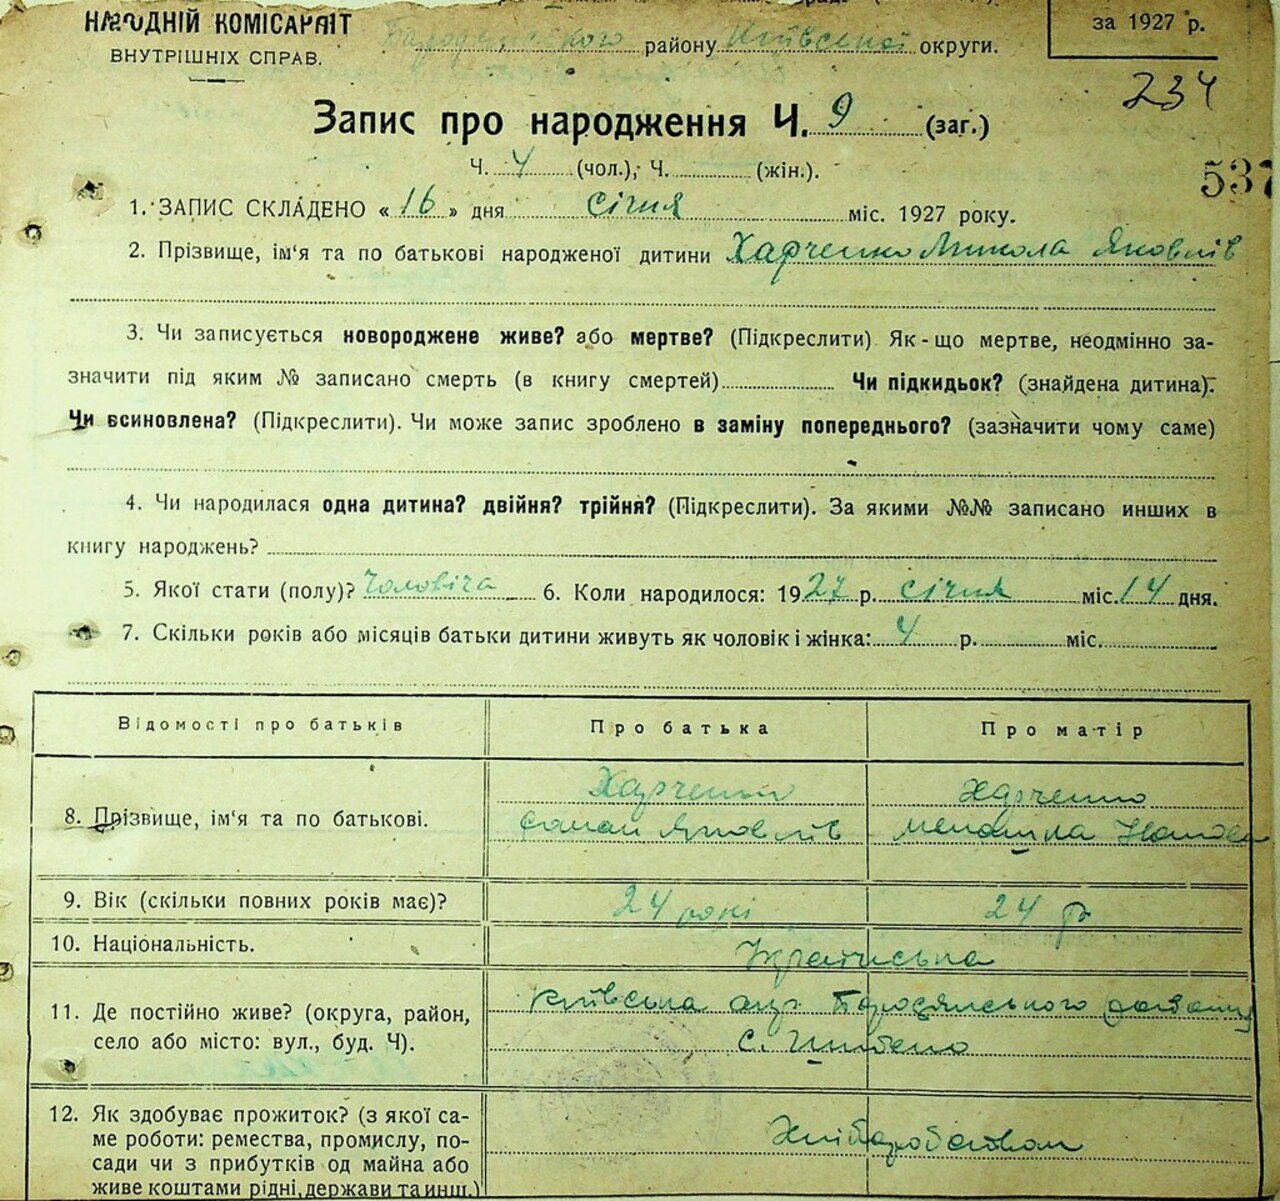 НАРОДНІЙ КОМІСАРІЯТ
ВНУТРІШНІХ СПРАВ.
району Київської округи.
за 1927 р.
234
Запис про народження Ч. 9 (заг.)
Ч. 4 (чол.), Ч. (жін.).
537
1. ЗАПИС СКЛАДЕНО « 16 » дня січня міс. 1927 року.
2. Прізвище, ім'я та по батькові народженої дитини Харченко Микола Яковлів
3. Чи записується новороджене живе? або мертве? (Підкреслити) Як-що мертве, неодмінно за-
значити під яким № записано смерть (в книгу смертей) Чи підкидьок? (знайдена дитина).
Чи всиновлена? (Підкреслити). Чи може запис зроблено в заміну попереднього? (зазначити чому саме)
4. Чи народилася одна дитина? двійня? трійня? (Підкреслити). За якими №№ записано инших в
книгу народжень?
5. Якої стати (полу)? Чоловіча 6. Коли народилось: 1927 р. січня міс. 14 дня.
7. Скільки років або місяців батьки дитини живуть як чоловік і жінка: 4 р. міс.
Відомості про батьків Про батька Про матір
8. Прізвище, ім'я та по батькові. Харченко Харченко
Яковлів
9. Вік (скільки повних років має)? 24 рокі 24 р
10. Національність. Українська
11. Де постійно живе? (округа, район, Київська окр. Бородянського району
село або місто: вул., буд. Ч). с. Шибено
12. Як здобуває прожиток? (з якої са-
ме роботи: ремества, промислу, по- Хліборобством
сади чи з прибутків од майна або
живе коштами рідні, держави та инш.)